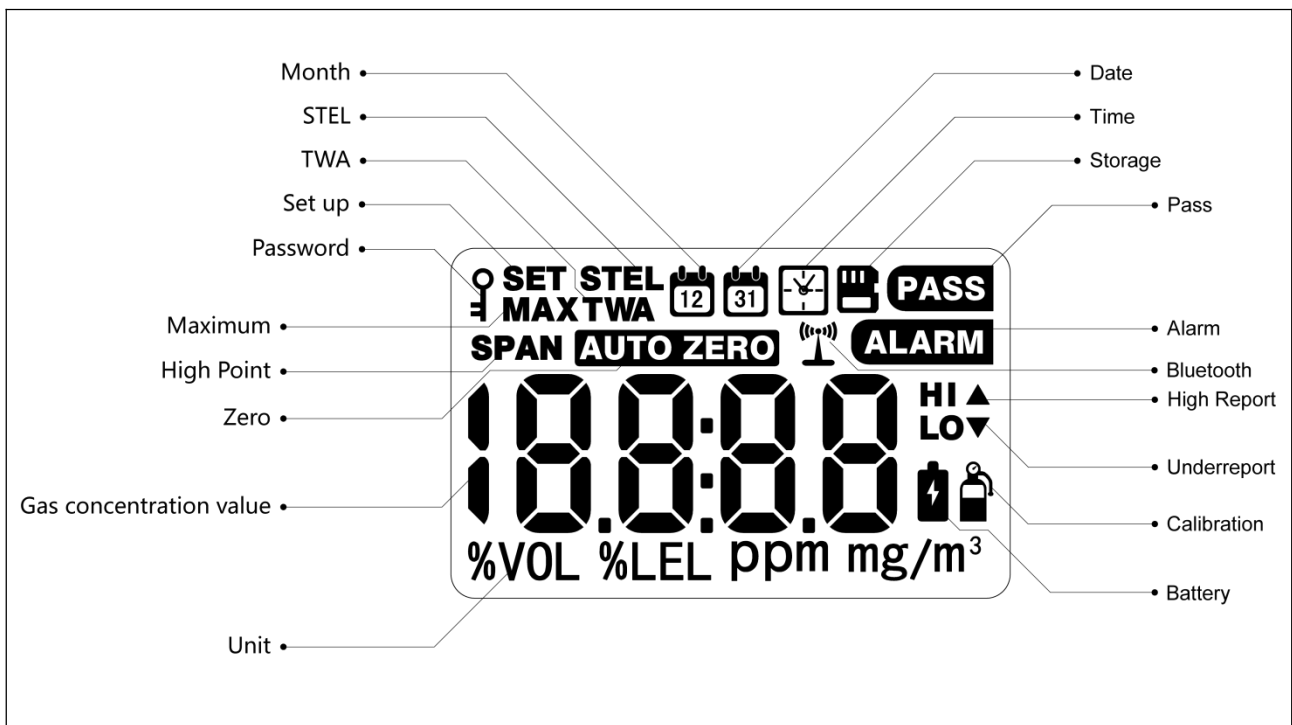 Month
STEL
TWA
Set up
Password
Maximum
High Point
Zero
Gas concentration value
Unit
SET STEL 12 31 PASS
MAX TWA
SPAN AUTO ZERO ALARM
HI
LO
188:8.8
%VOL %LEL ppm mg/m³
Date
Time
Storage
Pass
Alarm
Bluetooth
High Report
Underreport
Calibration
Battery